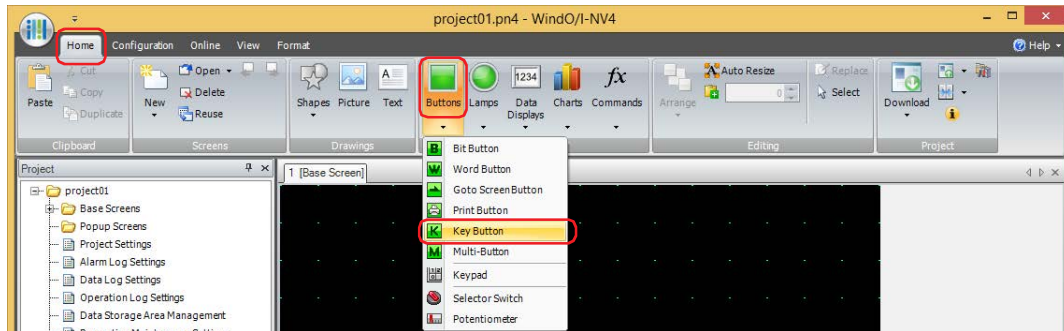 project01.pn4 - WindO/I-NV4
Home Configuration Online View Format Help
Cut Open Auto Resize Replace
Copy Delete 0 Select
Paste Duplicate New Reuse Shapes Picture Text Buttons Lamps Data Displays Charts Commands Arrange Download
Clipboard Screens Drawings Editing Project
Project 1 [Base Screen]
project01
Base Screens
Popup Screens
Project Settings
Alarm Log Settings
Data Log Settings
Operation Log Settings
Data Storage Area Management
B Bit Button
W Word Button
Goto Screen Button
Print Button
K Key Button
M Multi-Button
Keypad
Selector Switch
Potentiometer